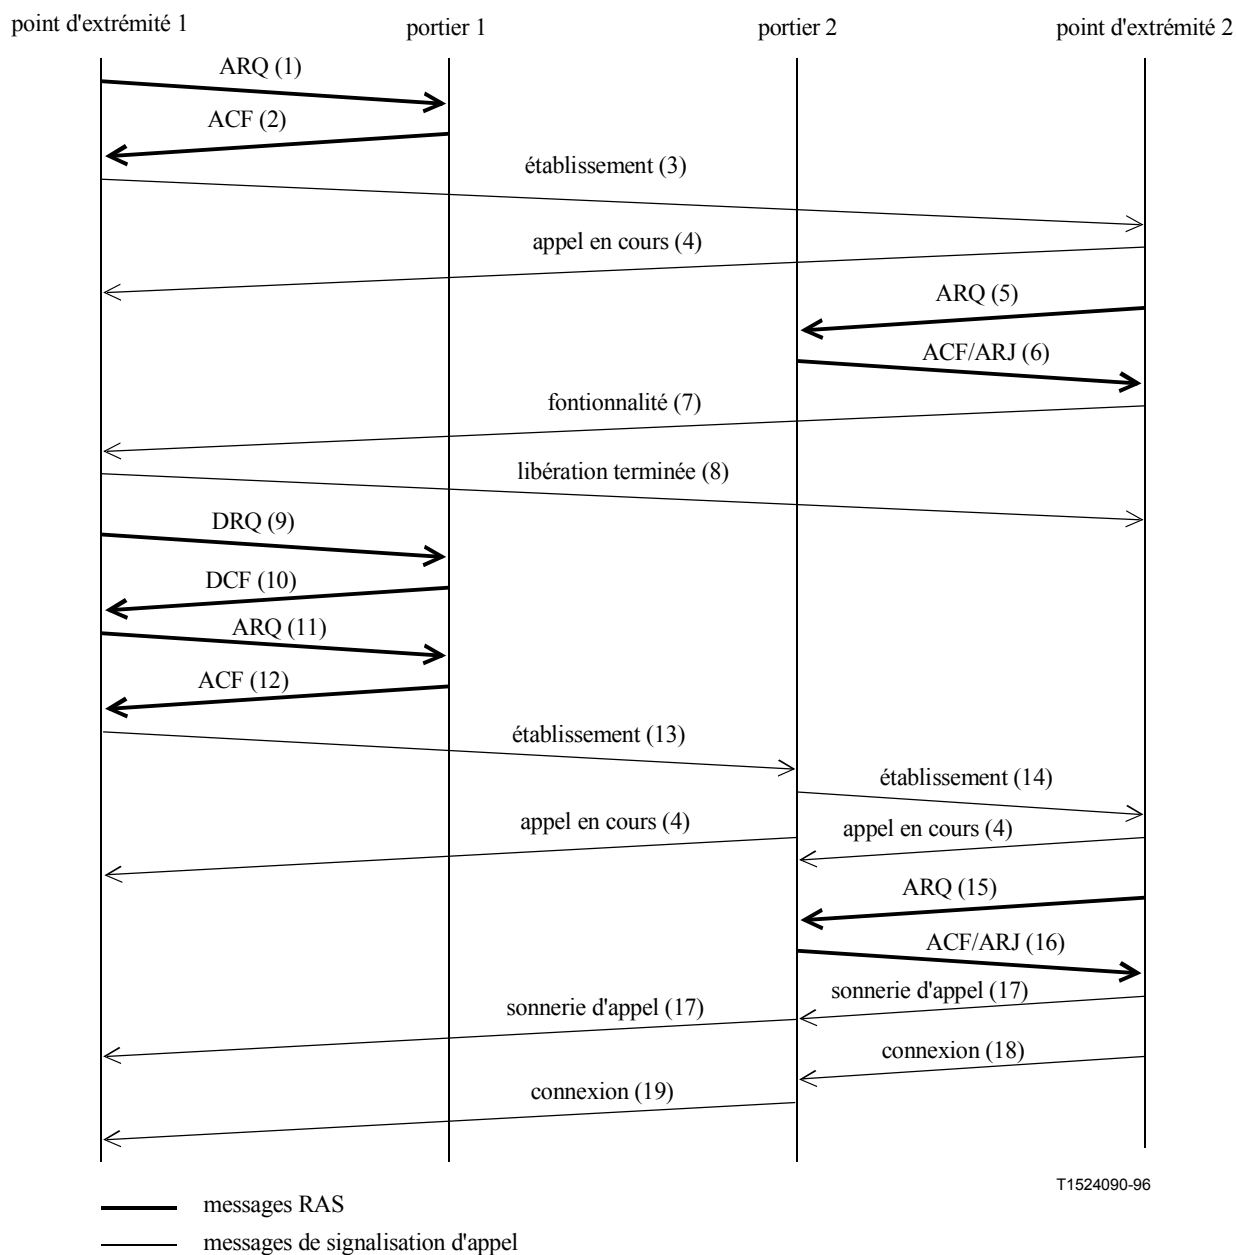 point d'extrémité 1
portier 1
portier 2
point d'extrémité 2
ARQ (1)
ACF (2)
établissement (3)
appel en cours (4)
ARQ (5)
ACF/ARJ (6)
fontionnalité (7)
libération terminée (8)
DRQ (9)
DCF (10)
ARQ (11)
ACF (12)
établissement (13)
établissement (14)
appel en cours (4)
appel en cours (4)
ARQ (15)
ACF/ARJ (16)
sonnerie d'appel (17)
sonnerie d'appel (17)
connexion (18)
connexion (19)
T1524090-96
messages RAS
messages de signalisation d'appel